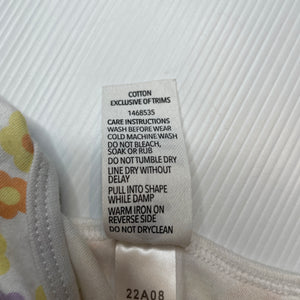 COTTON
EXCLUSIVE OF TRIMS
1468535
CARE INSTRUCTIONS
WASH BEFORE WEAR
COLD MACHINE WASH
DO NOT BLEACH,
SOAK OR RUB
DO NOT TUMBLE DRY
LINE DRY WITHOUT
DELAY
PULL INTO SHAPE
WHILE DAMP
WARM IRON ON
REVERSE SIDE
DO NOT DRYCLEAN
22A08